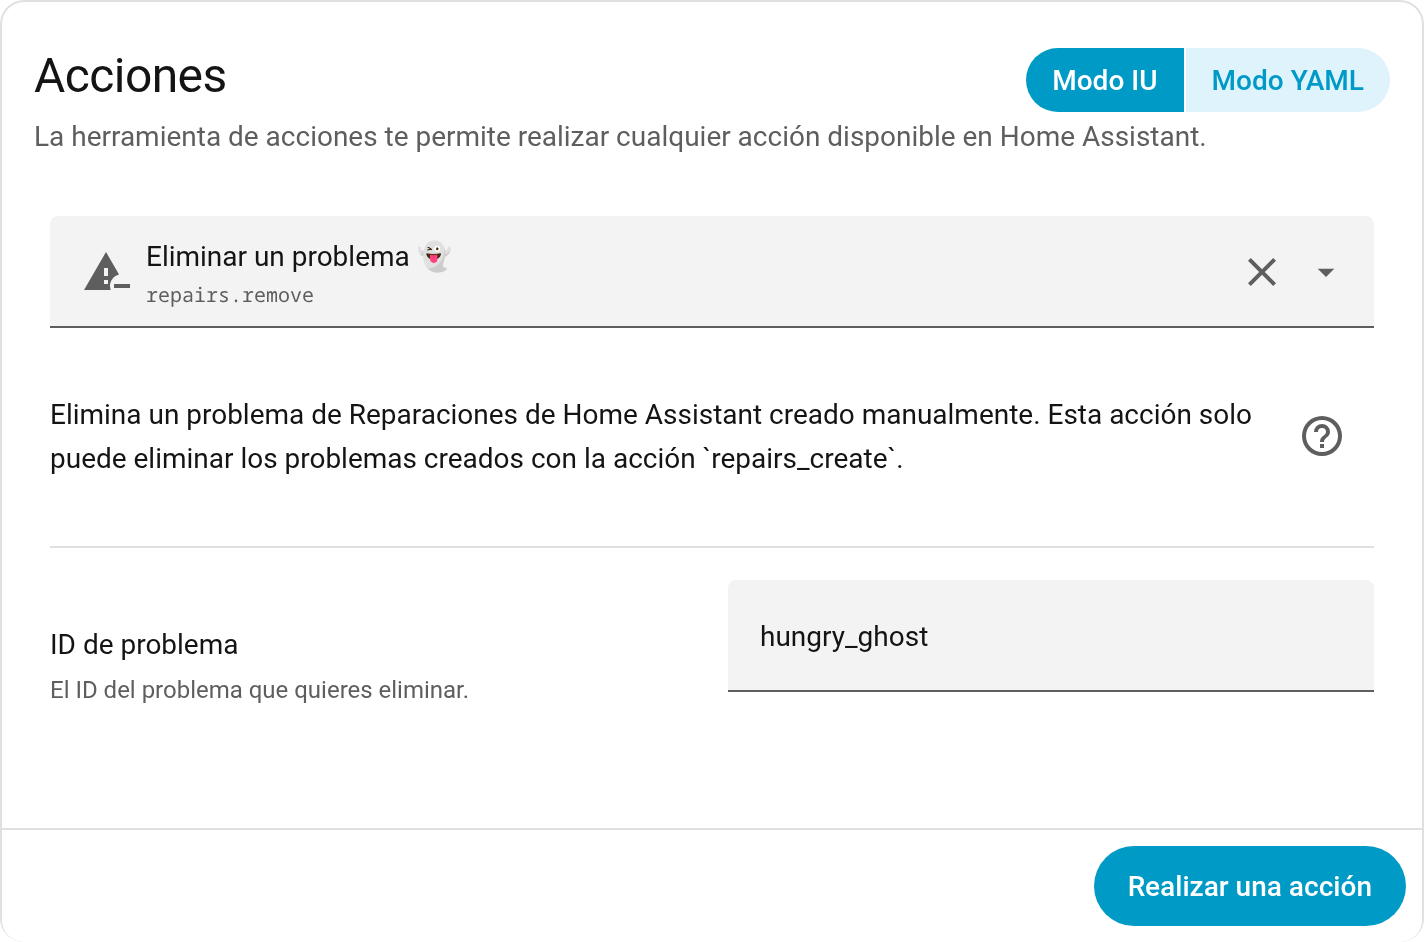 Acciones
Modo IU
Modo YAML
La herramienta de acciones te permite realizar cualquier acción disponible en Home Assistant.
Eliminar un problema 👻
repairs.remove
Elimina un problema de Reparaciones de Home Assistant creado manualmente. Esta acción solo
puede eliminar los problemas creados con la acción `repairs_create`.
ID de problema
El ID del problema que quieres eliminar.
hungry_ghost
Realizar una acción